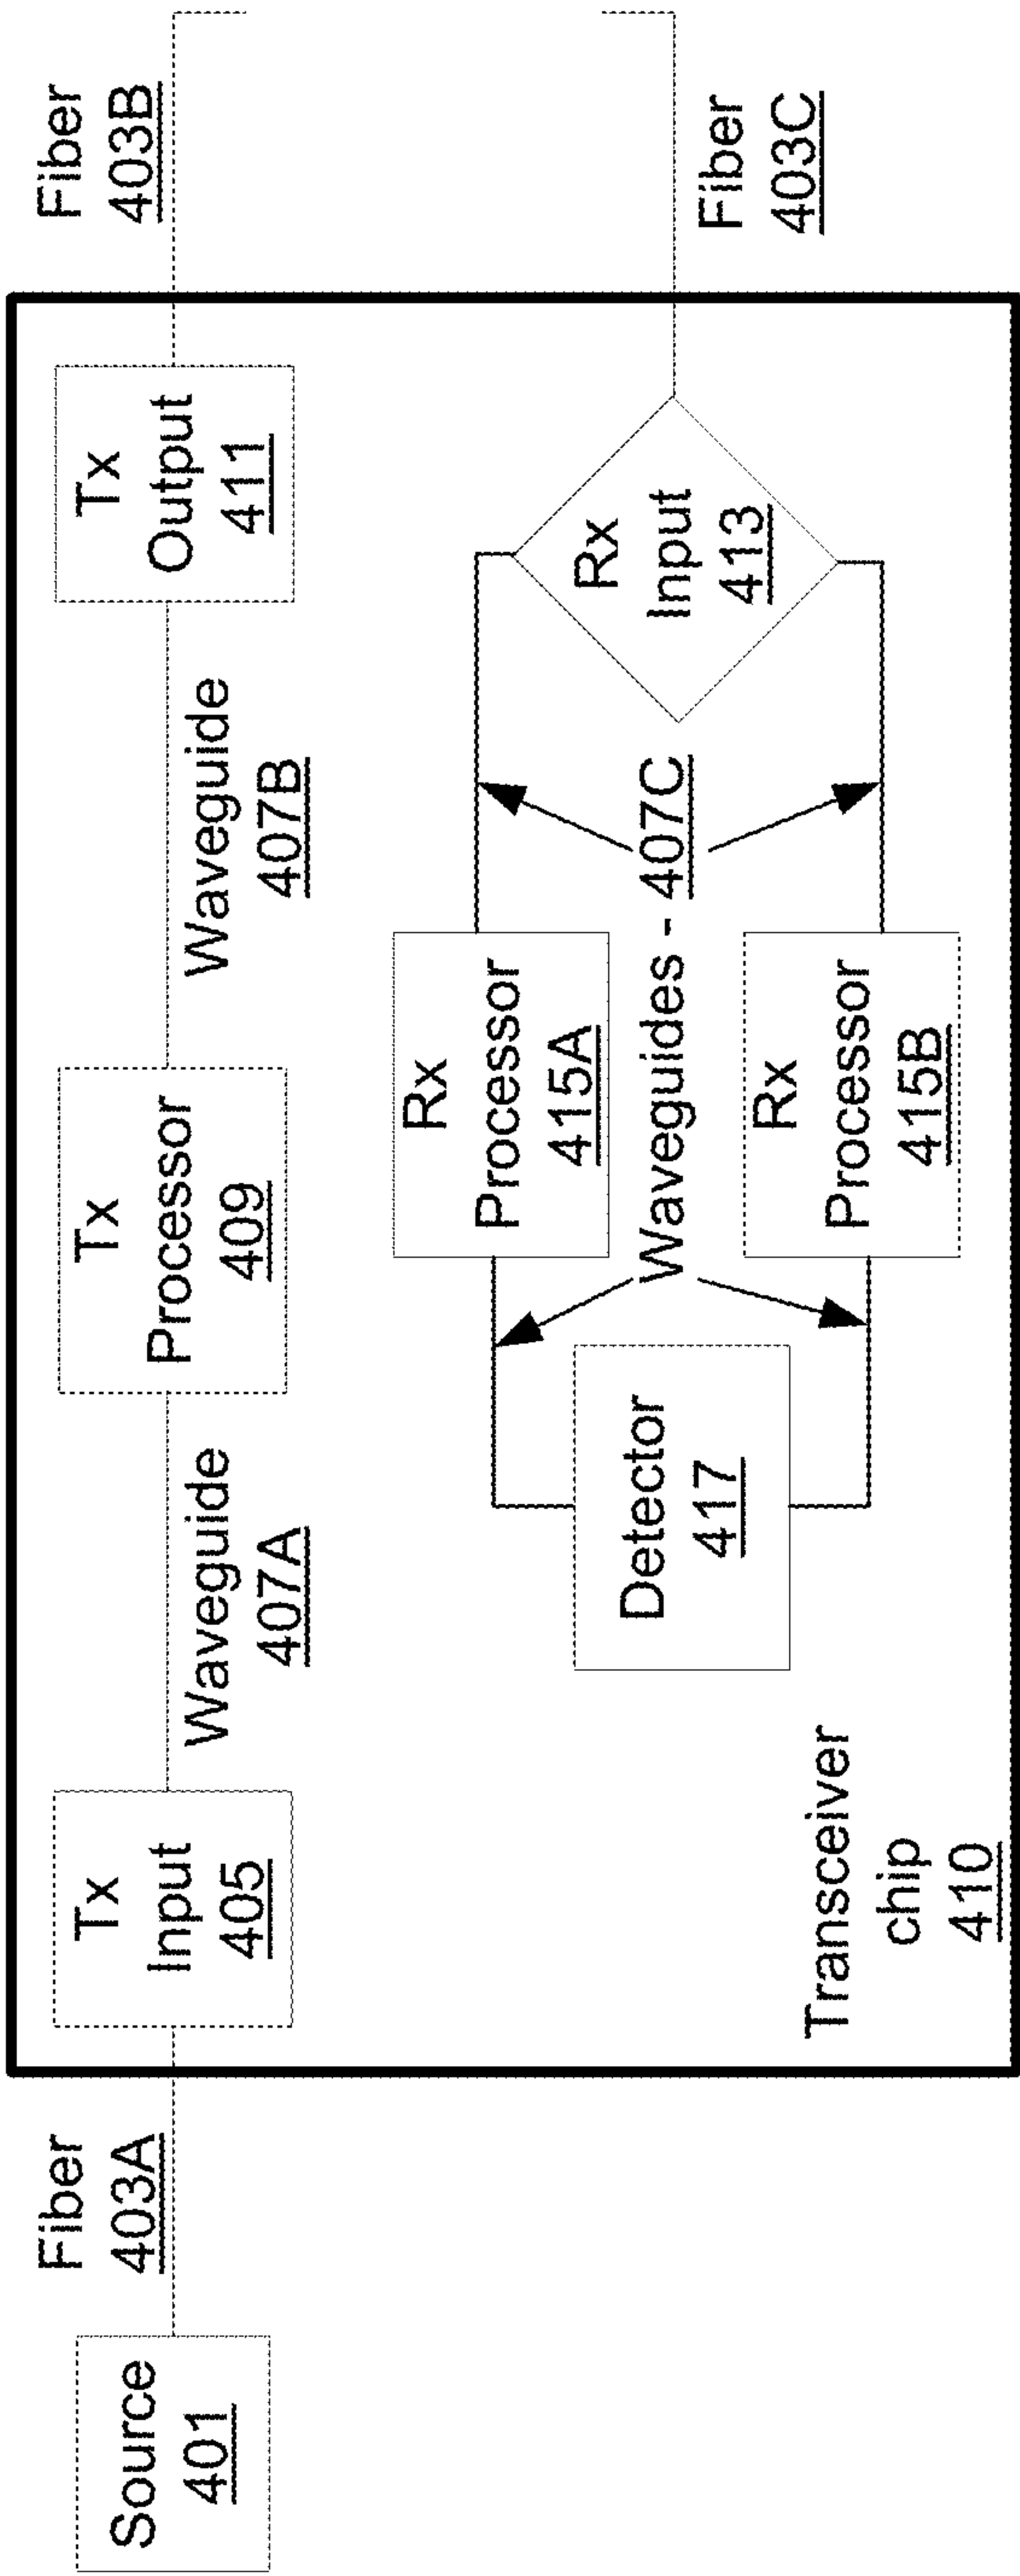 Source
401
Fiber
403A
Tx
Input
405
Waveguide
407A
Tx
Processor
409
Waveguide
407B
Tx
Output
411
Fiber
403B
Transceiver
chip
410
Detector
417
Rx
Processor
415A
Waveguides - 407C
Rx
Processor
415B
Rx
Input
413
Fiber
403C